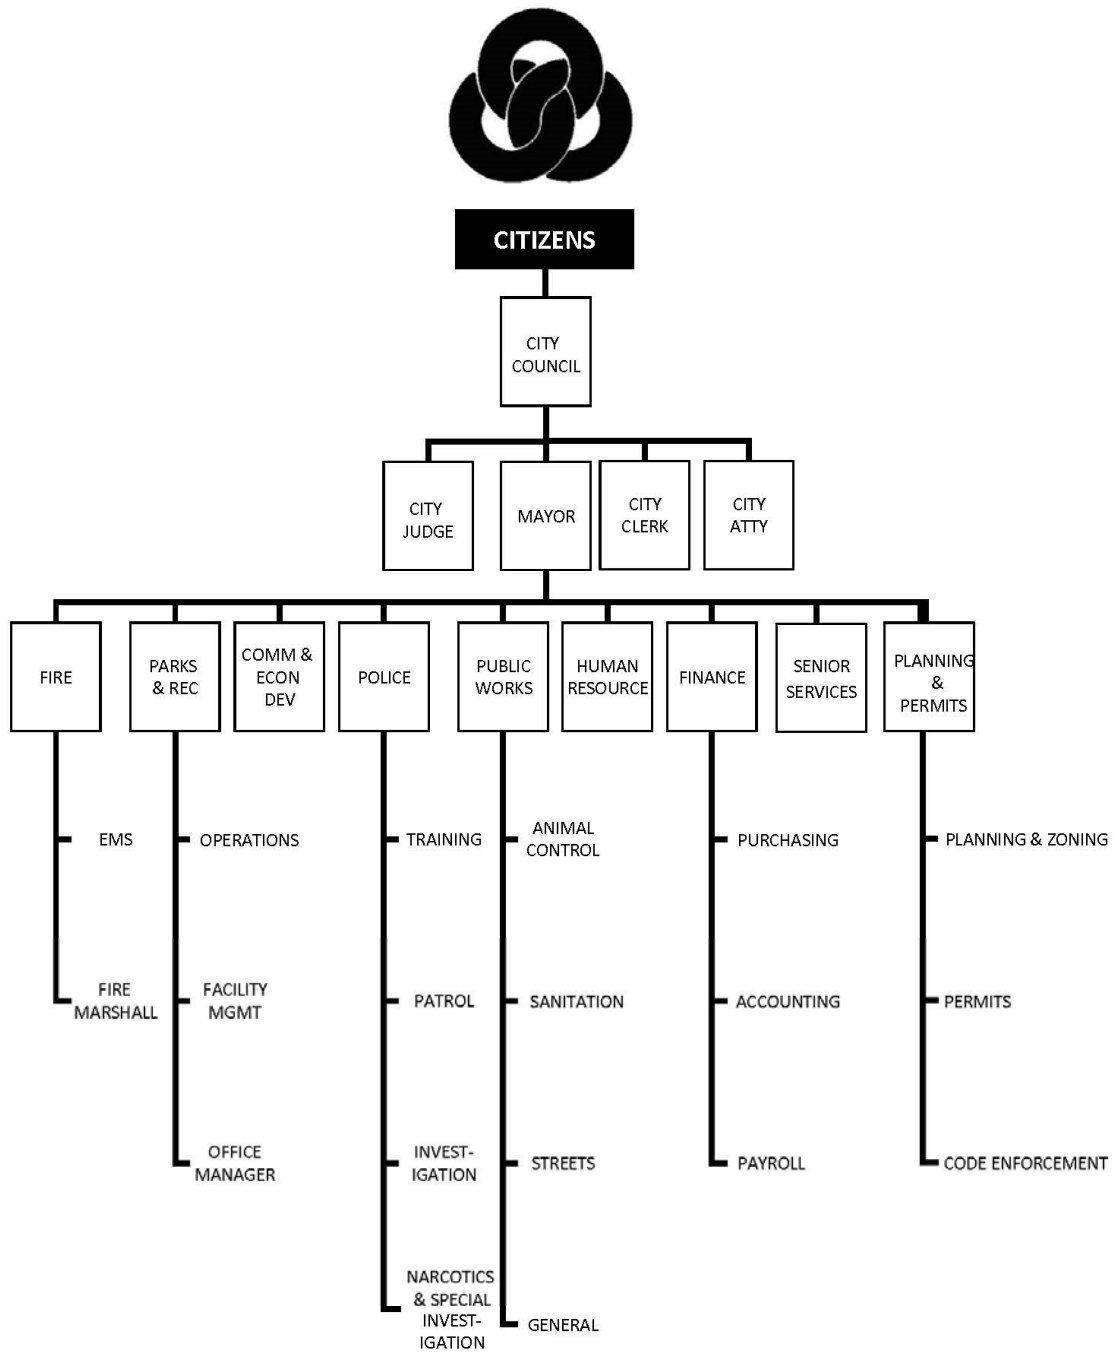 CITIZENS
CITY
COUNCIL
CITY
JUDGE
MAYOR
CITY
CLERK
CITY
ATTY
FIRE
PARKS
& REC
COMM &
ECON
DEV
POLICE
PUBLIC
WORKS
HUMAN
RESOURCE
FINANCE
SENIOR
SERVICES
PLANNING
&
PERMITS
EMS
OPERATIONS
TRAINING
ANIMAL
CONTROL
PURCHASING
PLANNING & ZONING
FIRE
MARSHALL
FACILITY
MGMT
PATROL
SANITATION
ACCOUNTING
PERMITS
OFFICE
MANAGER
INVEST-
IGATION
STREETS
PAYROLL
CODE ENFORCEMENT
NARCOTICS
& SPECIAL
INVEST-
IGATION
GENERAL